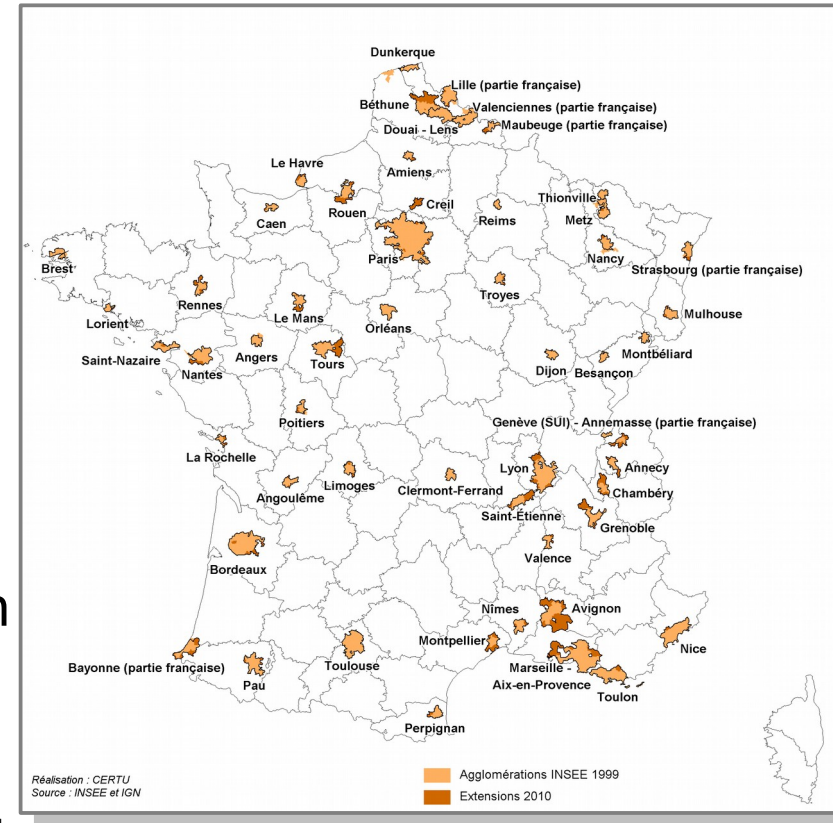 Dunkerque
Lille (partie française)
Béthune
Valenciennes (partie française)
Maubeuge (partie française)
Douai - Lens
Amiens
Le Havre
Rouen
Creil
Caen
Reims
Thionville
Metz
Paris
Nancy
Strasbourg (partie française)
Brest
Rennes
Le Mans
Troyes
Orléans
Lorient
Mulhouse
Saint-Nazaire
Angers
Nantes
Tours
Dijon
Besançon
Montbéliard
Poitiers
Genève (SUI) - Annemasse (partie française)
La Rochelle
Angoulême
Limoges
Clermont-Ferrand
Lyon
Annecy
Chambéry
Saint-Étienne
Grenoble
Bordeaux
Valence
n
Nîmes
Avignon
Montpellier
Nice
Bayonne (partie française)
Pau
Toulouse
Marseille -
Aix-en-Provence
Toulon
Perpignan
Réalisation : CERTU
Source : INSEE et IGN
Agglomérations INSEE 1999
Extensions 2010